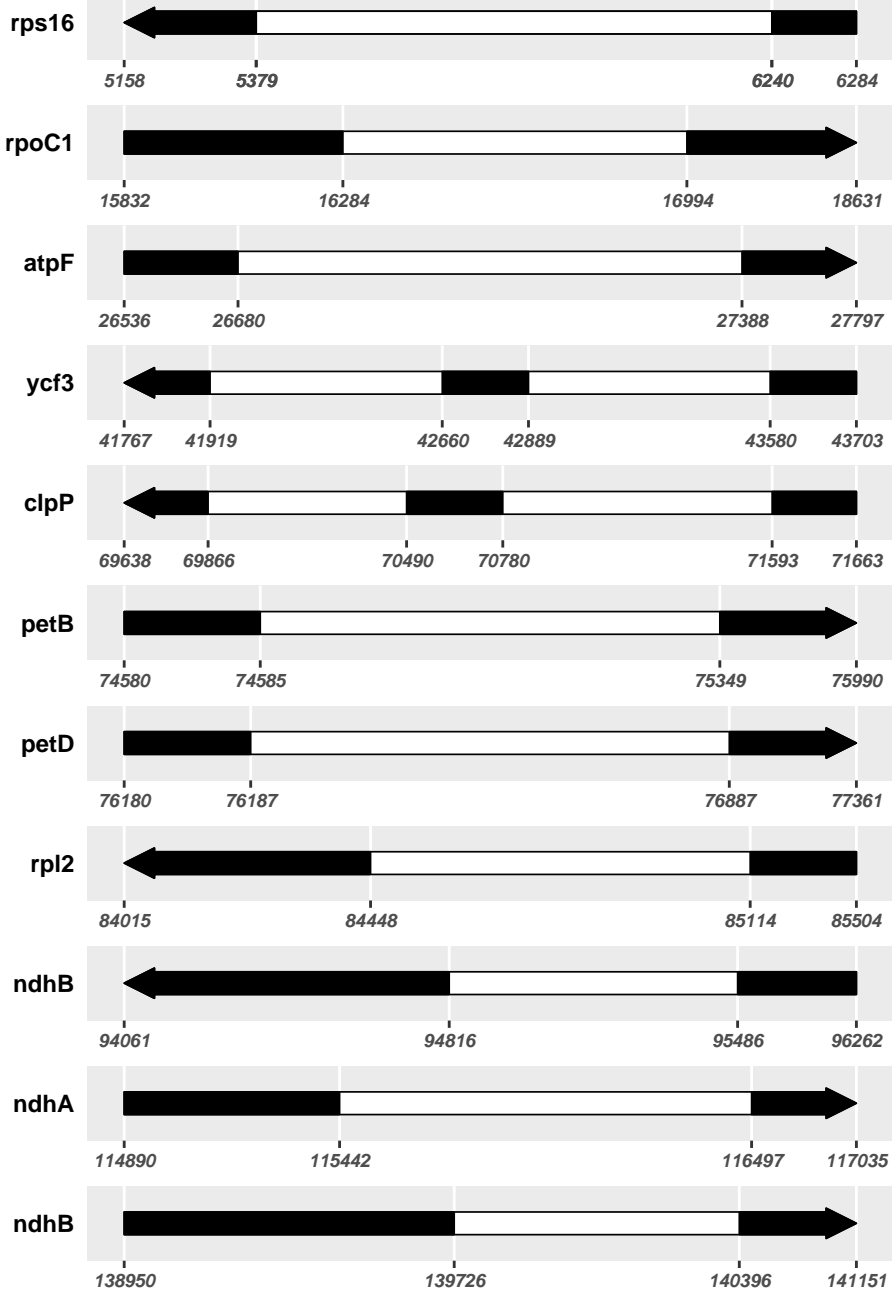 rps16
5158 5379 6240 6284
rpoC1
15832 16284 16994 18631
atpF
26536 26680 27388 27797
ycf3
41767 41919 42660 42889 43580 43703
clpP
69638 69866 70490 70780 71593 71663
petB
74580 74585 75349 75990
petD
76180 76187 76887 77361
rpl2
84015 84448 85114 85504
ndhB
94061 94816 95486 96262
ndhA
114890 115442 116497 117035
ndhB
138950 139726 140396 141151